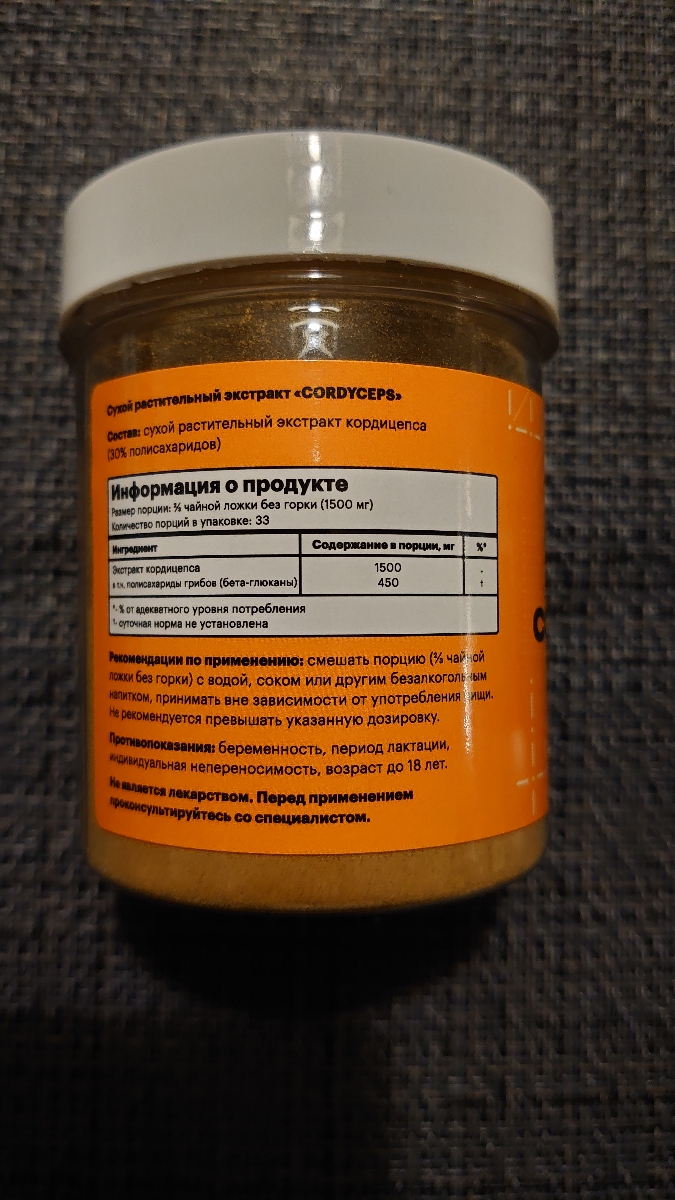 Сухой растительный экстракт «CORDYCEPS»
Состав: сухой растительный экстракт кордицепса
(30% полисахаридов)
Информация о продукте
Размер порции: ⅔ чайной ложки без горки (1500 мг)
Количество порций в упаковке: 33
Ингредиент Содержание в порции, мг %*
Экстракт кордицепса 1500 -
в т.ч. полисахариды грибов (бета-глюканы) 450 †
*- % от адекватного уровня потребления
†- суточная норма не установлена
Рекомендации по применению: смешать порцию (⅔ чайной
ложки без горки) с водой, соком или другим безалкогольным
напитком, принимать вне зависимости от употребления пищи.
Не рекомендуется превышать указанную дозировку.
Противопоказания: беременность, период лактации,
индивидуальная непереносимость, возраст до 18 лет.
Не является лекарством. Перед применением
проконсультируйтесь со специалистом.